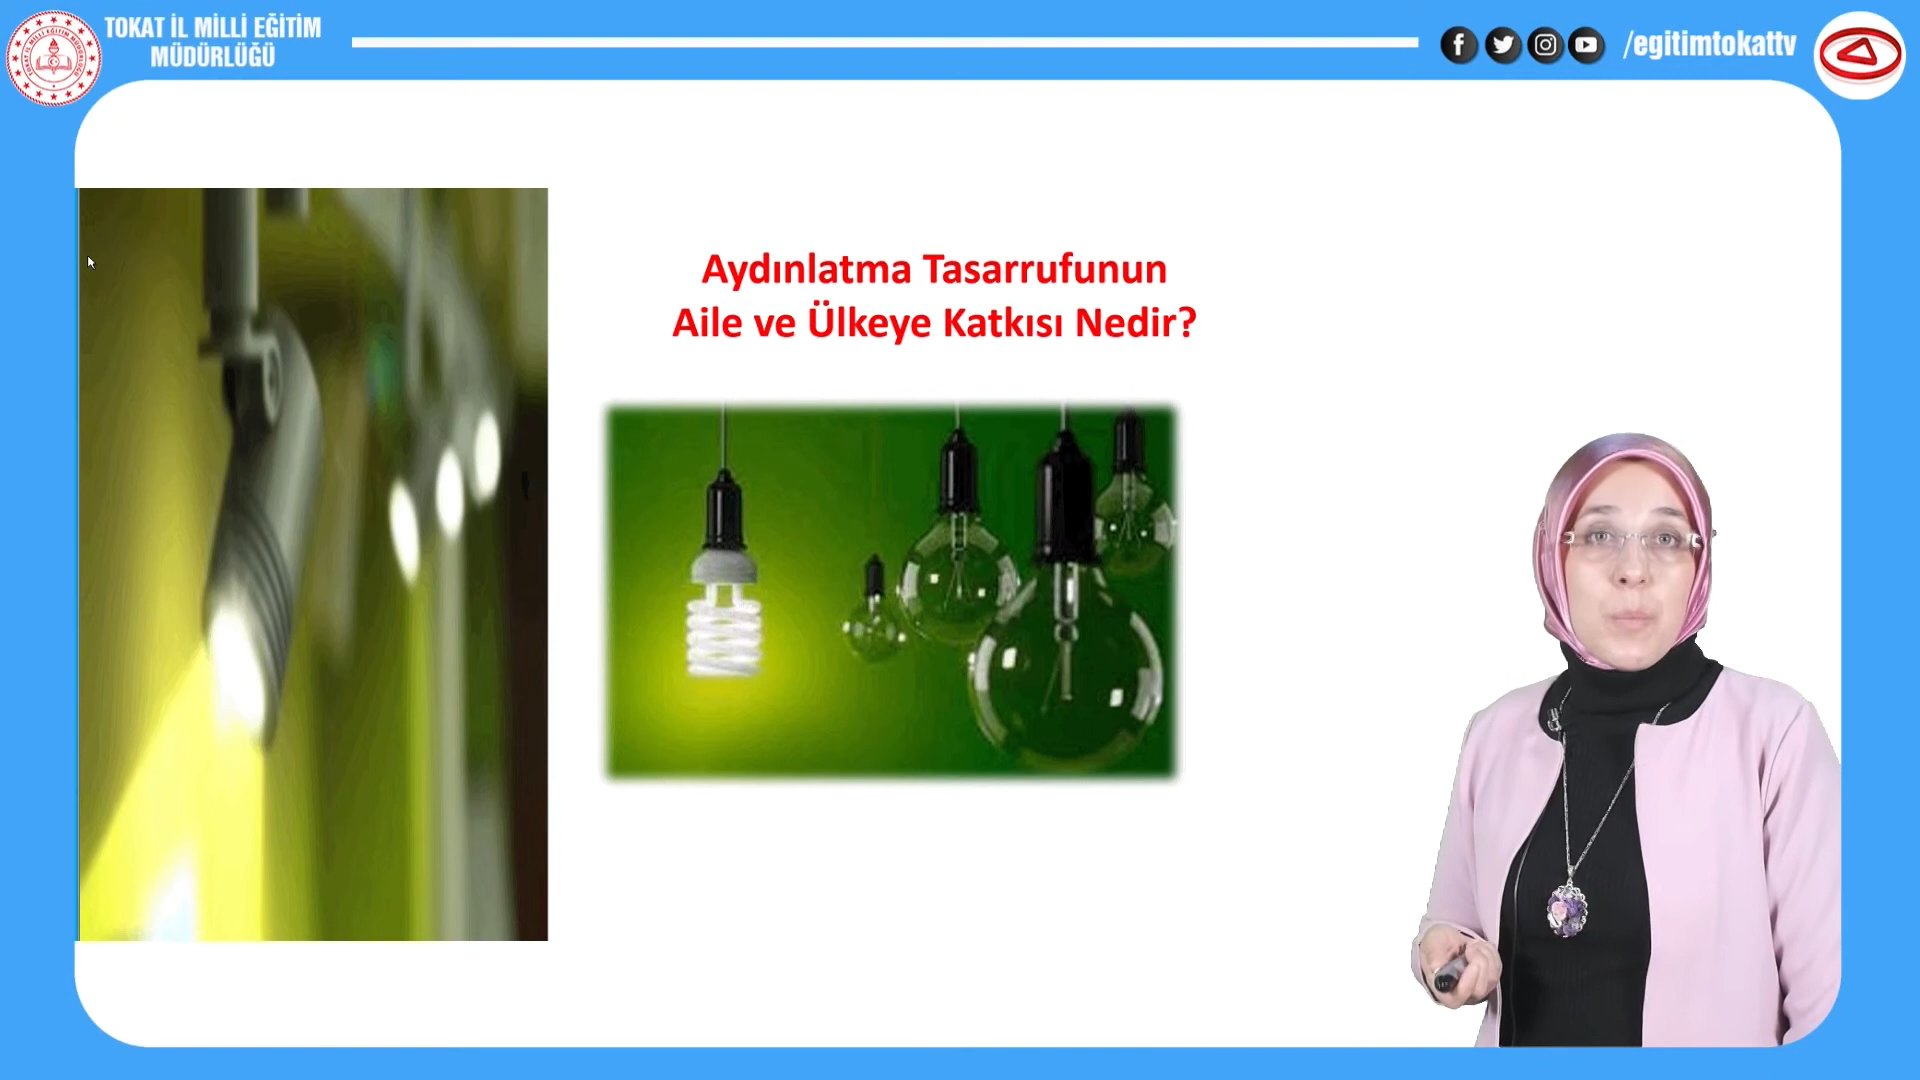 TOKAT İL MİLLİ EĞİTİM
MÜDÜRLÜĞÜ
/egitimtokattv
Aydınlatma Tasarrufunun
Aile ve Ülkeye Katkısı Nedir?